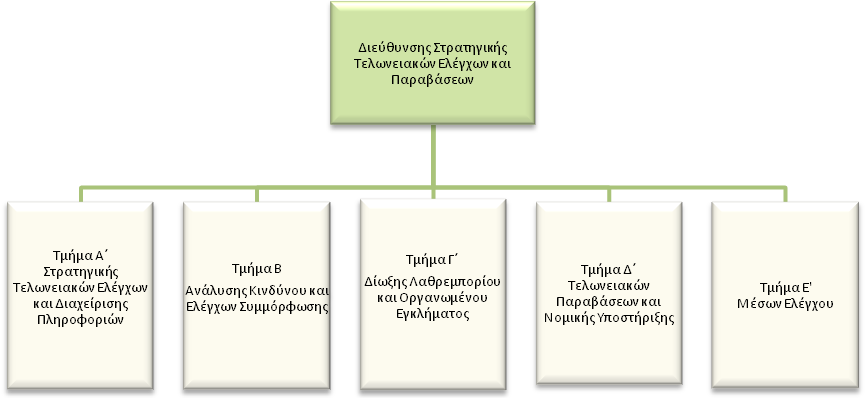 Διεύθυνσης Στρατηγικής
Τελωνειακών Ελέγχων και
Παραβάσεων
Τμήμα Α΄
Στρατηγικής
Τελωνειακών Ελέγχων
και Διαχείρισης
Πληροφοριών
Τμήμα Β
Ανάλυσης Κινδύνου και
Ελέγχων Συμμόρφωσης
Τμήμα Γ΄
Δίωξης Λαθρεμπορίου
και Οργανωμένου
Εγκλήματος
Τμήμα Δ΄
Τελωνειακών
Παραβάσεων και
Νομικής Υποστήριξης
Τμήμα Ε'
Μέσων Ελέγχου